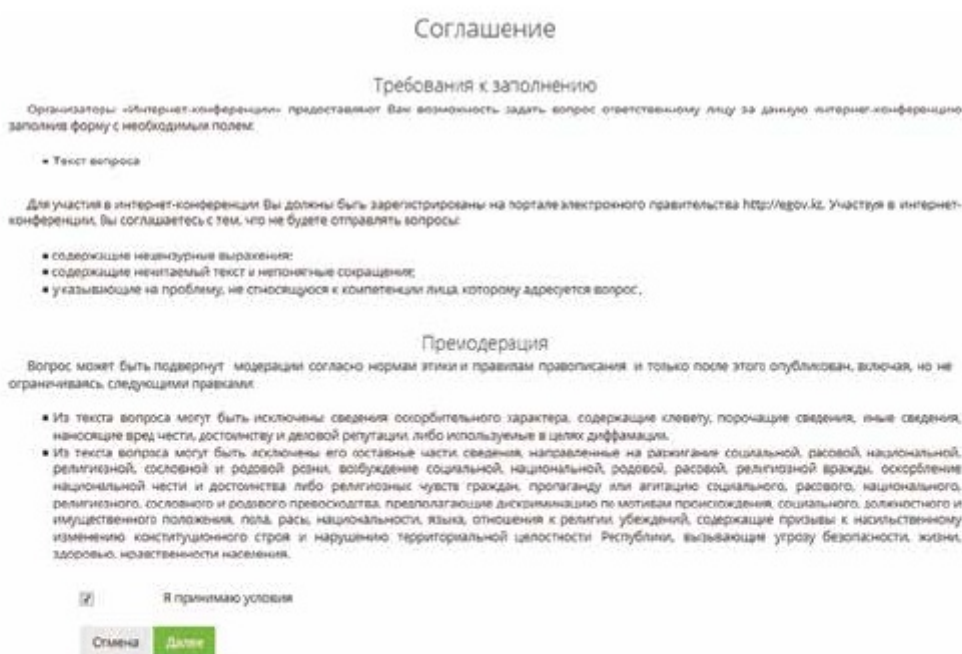 Соглашение
Требования к заполнению
Организаторы «Интернет-конференции» предоставляют Вам возможность задать вопрос ответственному лицу за данную интернет-конференцию
заполнив форму с необходимым полем:
▪ Текст вопроса
Для участия в интернет-конференции Вы должны быть зарегистрированы на портале электронного правительства http://egov.kz. Участвуя в интернет-
конференции, Вы соглашаетесь с тем, что не будете отправлять вопросы:
▪ содержащие нецензурные выражения;
▪ содержащие нечитаемый текст и непонятные сокращения;
▪ указывающие на проблему, не относящуюся к компетенции лица, которому адресуется вопрос.
Премодерация
Вопрос может быть подвергнут модерации согласно нормам этики и правилам правописания и только после этого опубликован, включая, но не
ограничиваясь, следующими правками:
▪ Из текста вопроса могут быть исключены сведения оскорбительного характера, содержащие клевету, порочащие сведения, иные сведения,
наносящие вред чести, достоинству и деловой репутации, либо используемые в целях диффамации.
▪ Из текста вопроса могут быть исключены его составные части, сведения, направленные на разжигание социальной, расовой, национальной,
религиозной, сословной и родовой розни, возбуждение социальной, национальной, родовой, расовой, религиозной вражды, оскорбление
национальной чести и достоинства либо религиозных чувств граждан, пропаганду или агитацию социального, расового, национального,
религиозного, сословного и родового превосходства, предполагающие дискриминацию по мотивам происхождения, социального, должностного и
имущественного положения, пола, расы, национальности, языка, отношения к религии, убеждений, содержащие призывы к насильственному
изменению конституционного строя и нарушению территориальной целостности Республики, вызывающие угрозу безопасности, жизни,
здоровью, нравственности населения.
Я принимаю условия
Отмена Далее